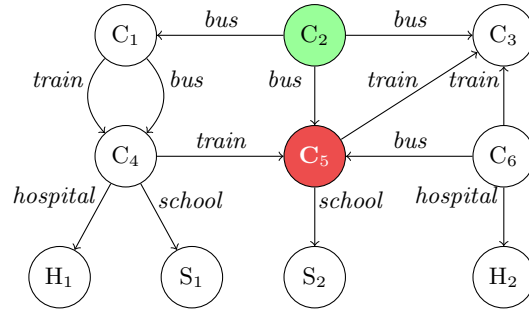 bus bus
C1 C2 C3
train bus bus train train
C4 train C5 bus C6
hospital school school hospital
H1 S1 S2 H2